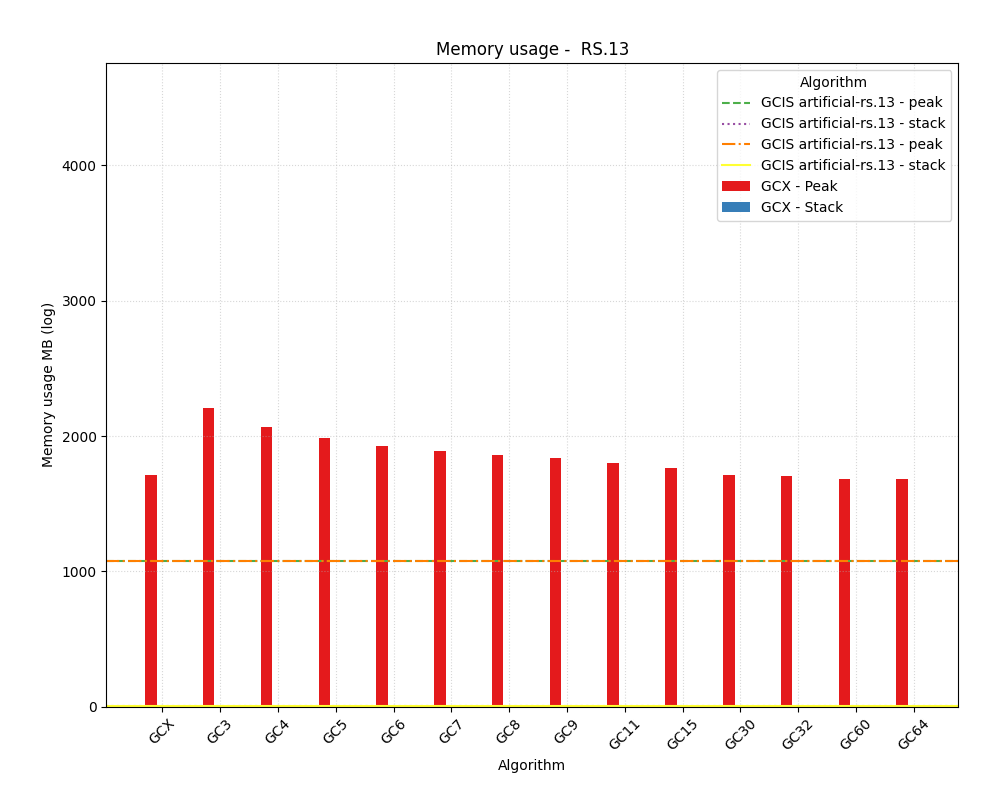 Memory usage -  RS.13
Memory usage MB (log)
4000
3000
2000
1000
0
Algorithm
GCIS artificial-rs.13 - peak
GCIS artificial-rs.13 - stack
GCIS artificial-rs.13 - peak
GCIS artificial-rs.13 - stack
GCX - Peak
GCX - Stack
GCX
GC3
GC4
GC5
GC6
GC7
GC8
GC9
GC11
GC15
GC30
GC32
GC60
GC64
Algorithm